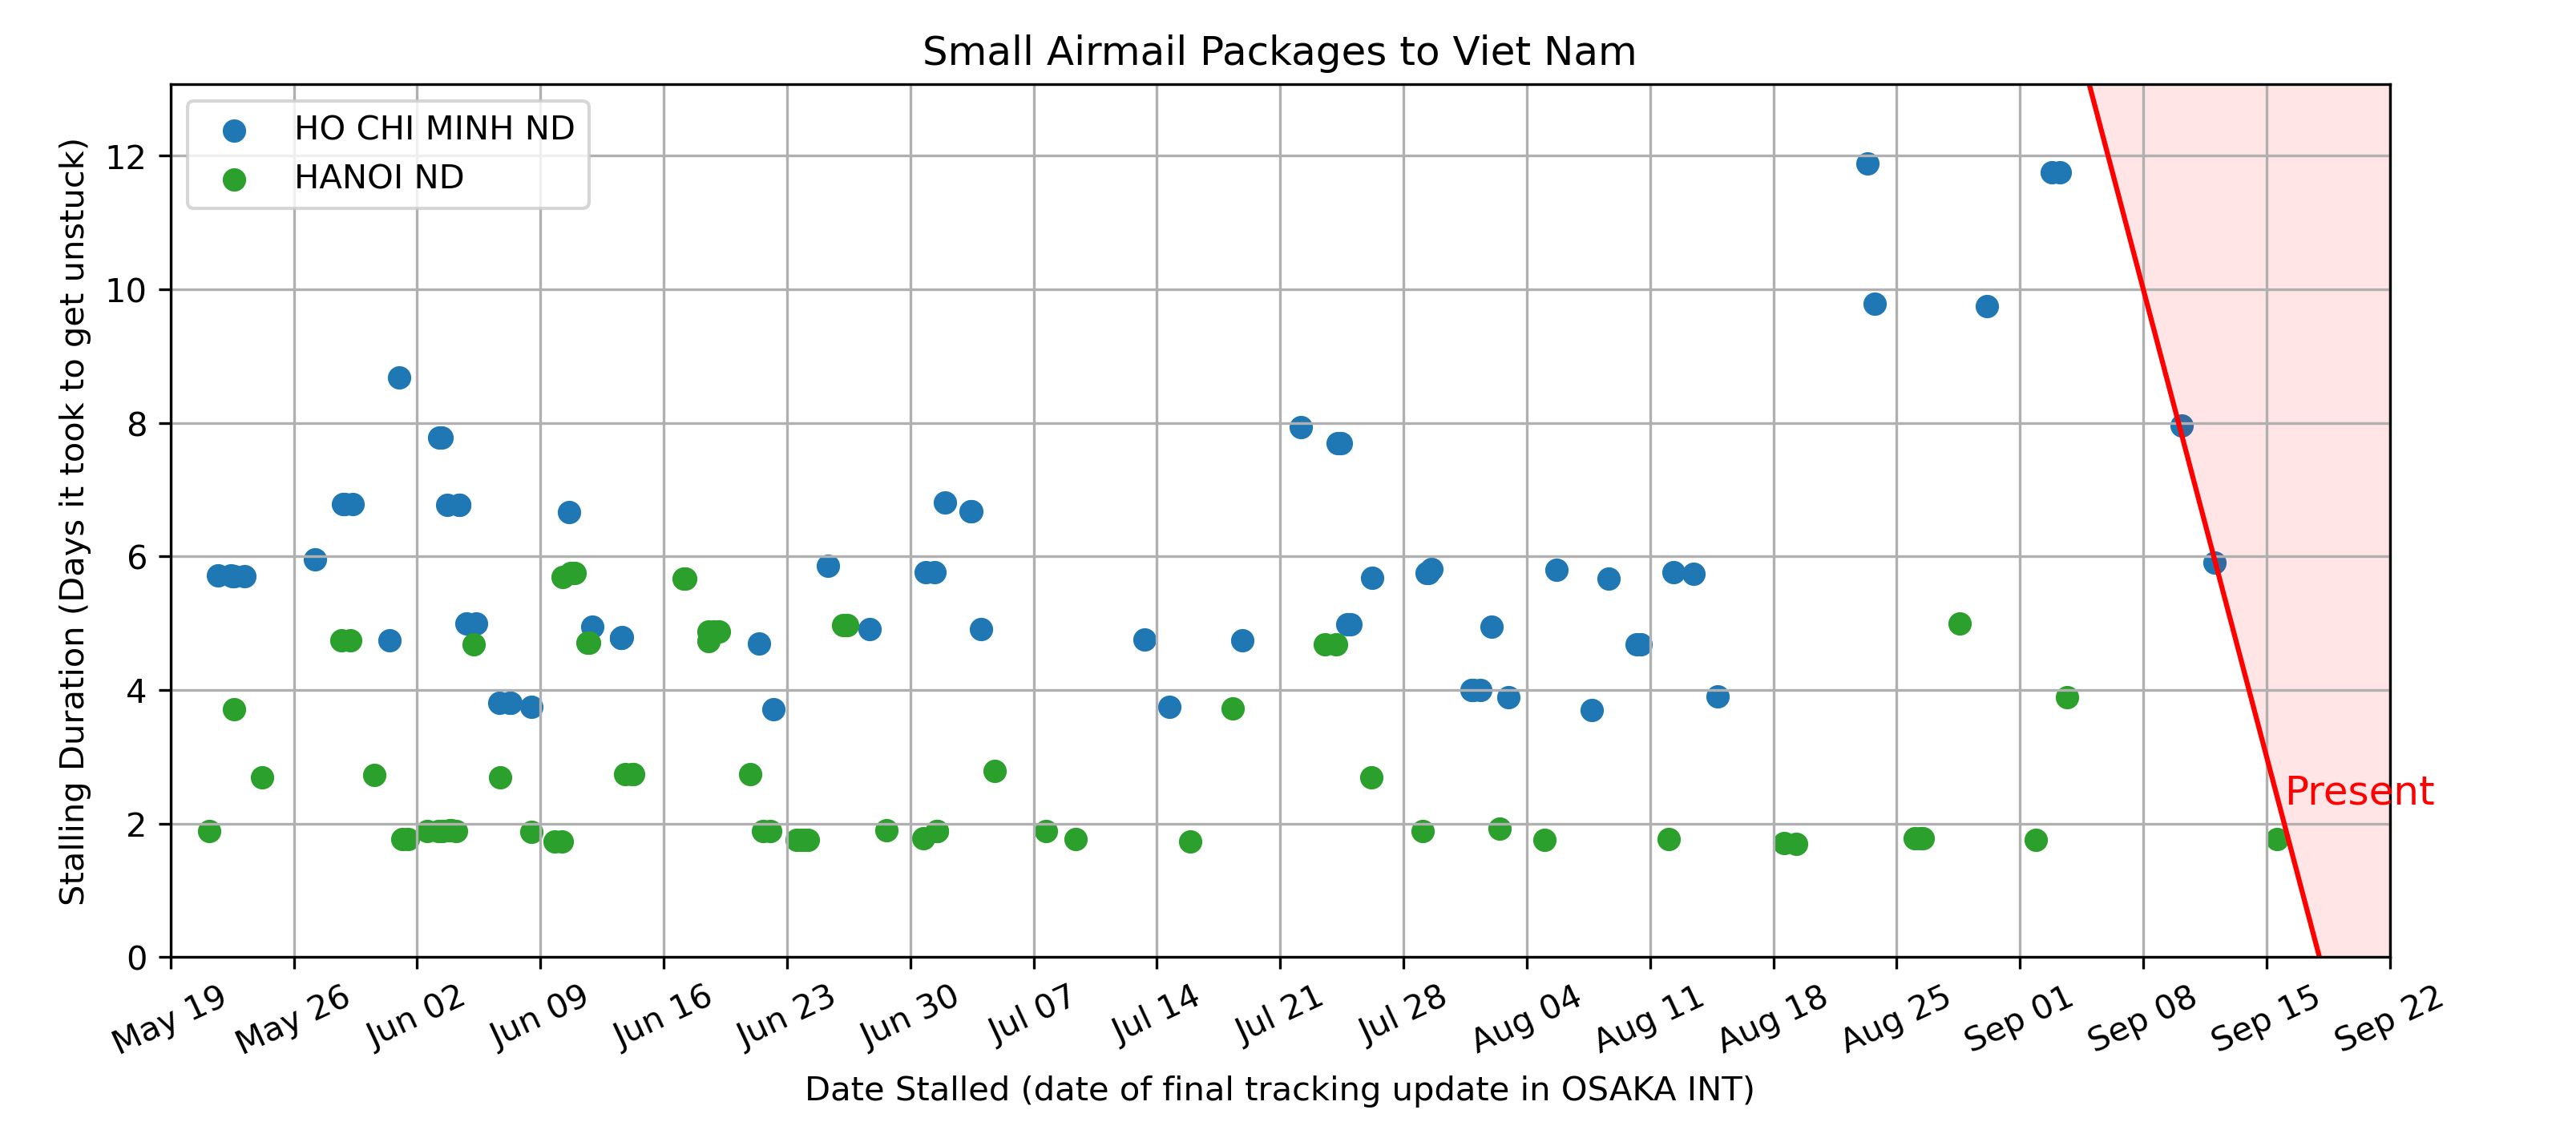 Small Airmail Packages to Viet Nam
HO CHI MINH ND
HANOI ND
Stalling Duration (Days it took to get unstuck)
12
10
8
6
4
2
0
Present
May 19
May 26
Jun 02
Jun 09
Jun 16
Jun 23
Jun 30
Jul 07
Jul 14
Jul 21
Jul 28
Aug 04
Aug 11
Aug 18
Aug 25
Sep 01
Sep 08
Sep 15
Sep 22
Date Stalled (date of final tracking update in OSAKA INT)